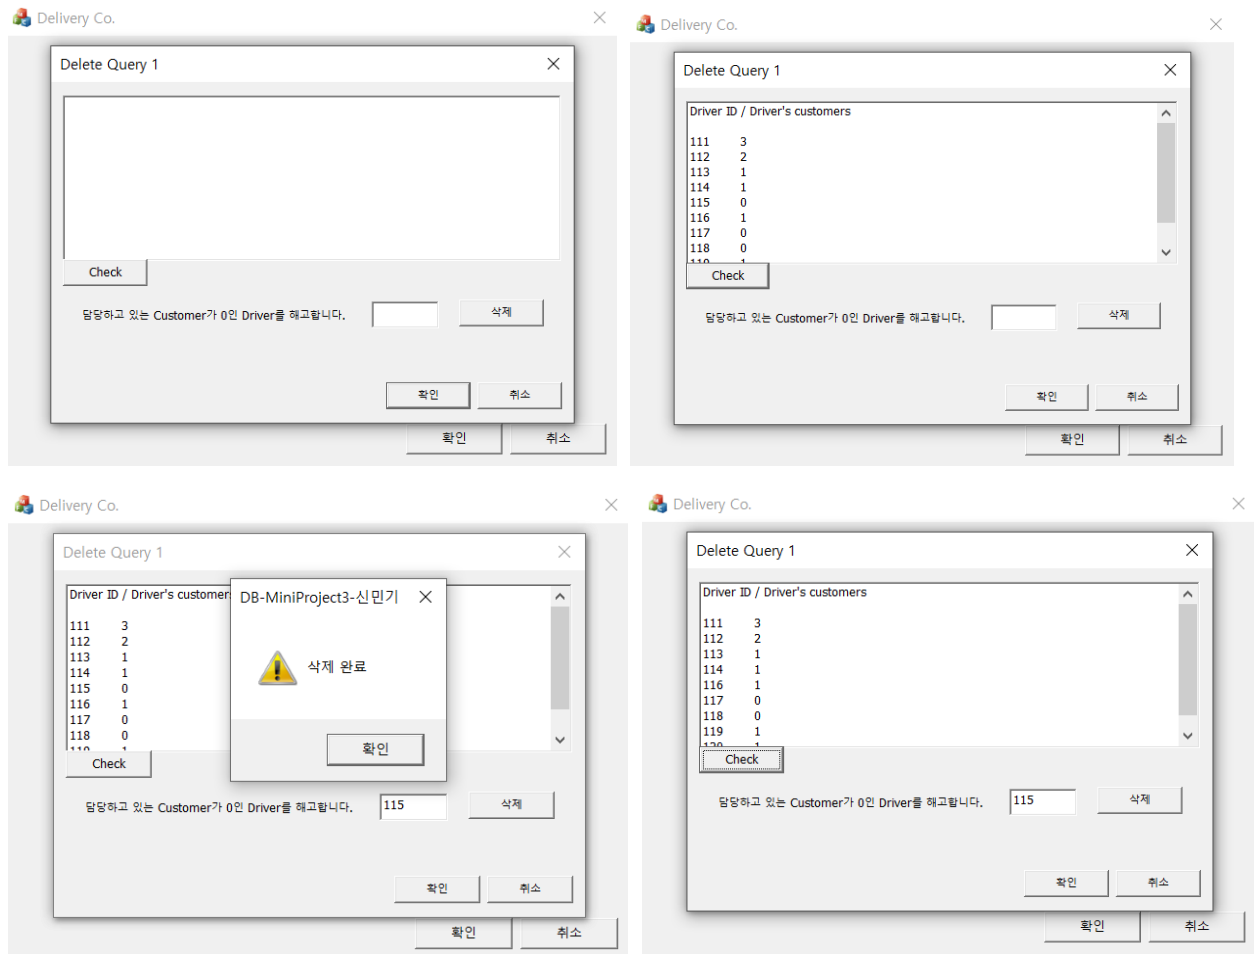 Delivery Co.
Delete Query 1
Check
담당하고 있는 Customer가 0인 Driver를 해고합니다.
삭제
확인
취소
확인
취소
Delivery Co.
Delete Query 1
Driver ID / Driver's customers
111 3
112 2
113 1
114 1
115 0
116 1
117 0
118 0
119 1
Check
담당하고 있는 Customer가 0인 Driver를 해고합니다.
삭제
확인
취소
확인
취소
Delivery Co.
Delete Query 1
Driver ID / Driver's customer
111 3
112 2
113 1
114 1
115 0
116 1
117 0
118 0
119 1
DB-MiniProject3-신민기
삭제 완료
확인
Check
담당하고 있는 Customer가 0인 Driver를 해고합니다.
115
삭제
확인
취소
확인
취소
Delivery Co.
Delete Query 1
Driver ID / Driver's customers
111 3
112 2
113 1
114 1
116 1
117 0
118 0
119 1
120 1
Check
담당하고 있는 Customer가 0인 Driver를 해고합니다.
115
삭제
확인
취소
확인
취소